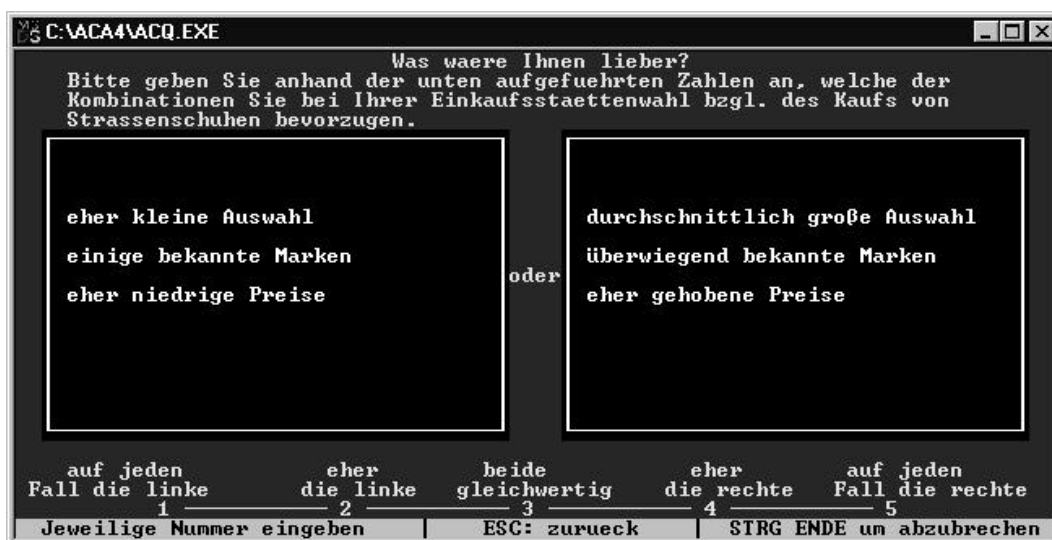 C:\ACA4\ACQ.EXE
Was waere Ihnen lieber?
Bitte geben Sie anhand der unten aufgefuehrten Zahlen an, welche der
Kombinationen Sie bei Ihrer Einkaufsstaettenwahl bzgl. des Kaufs von
Strassenschuhen bevorzugen.
eher kleine Auswahl
einige bekannte Marken
eher niedrige Preise
oder
durchschnittlich große Auswahl
überwiegend bekannte Marken
eher gehobene Preise
auf jeden eher beide eher auf jeden
Fall die linke die linke gleichwertig die rechte Fall die rechte
1 2 3 4 5
Jeweilige Nummer eingeben ESC: zurueck STRG ENDE um abzubrechen